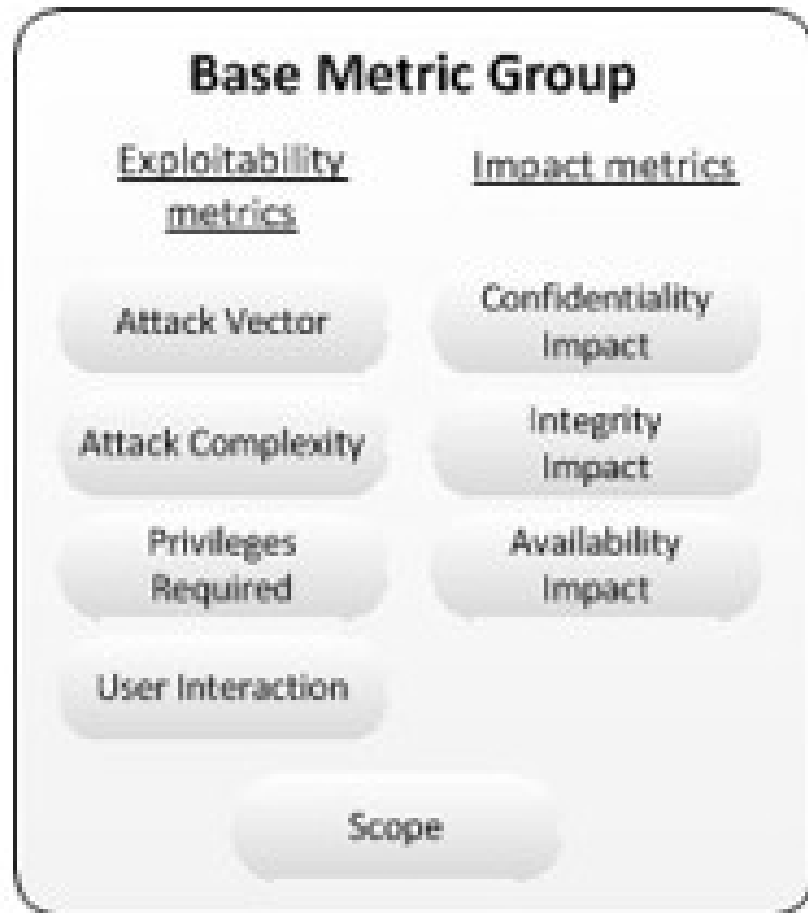 Base Metric Group
Exploitability
metrics
Attack Vector
Attack Complexity
Privileges
Required
User Interaction
Impact metrics
Confidentiality
Impact
Integrity
Impact
Availability
Impact
Scope